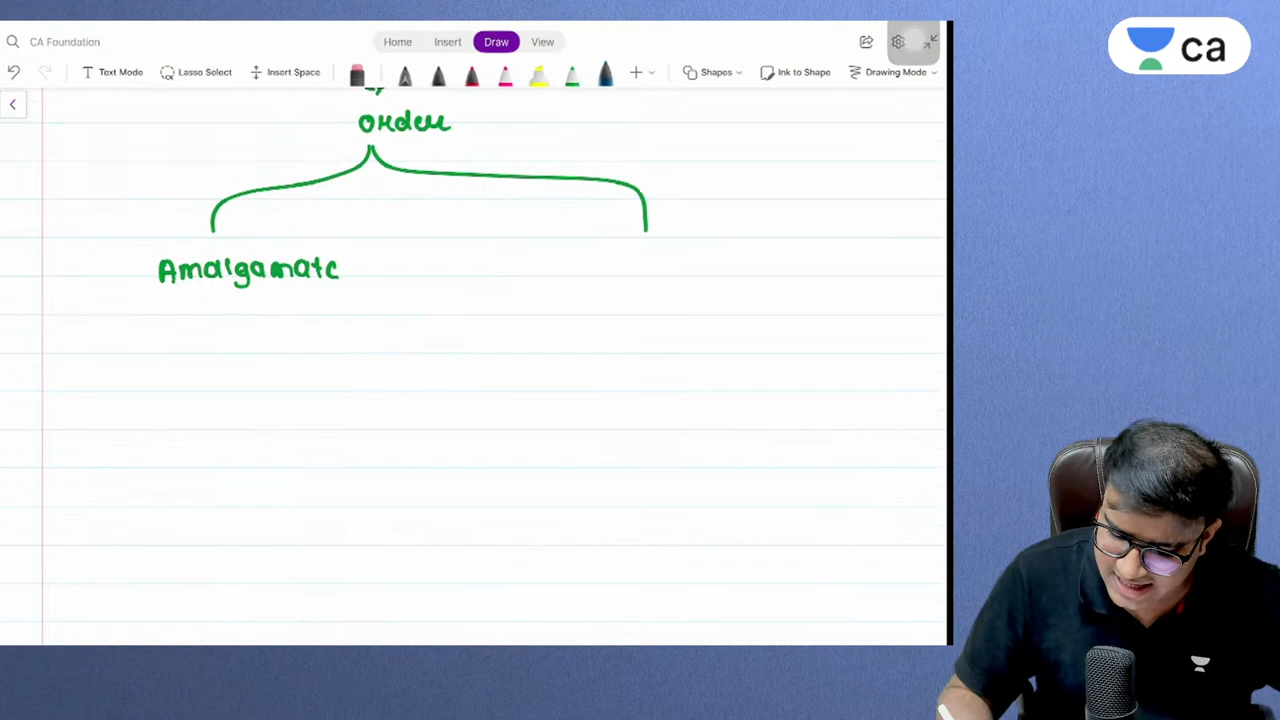 CA Foundation
Home Insert Draw View
Text Mode Lasso Select Insert Space Shapes Ink to Shape Drawing Mode
ca
order
Amalgamate